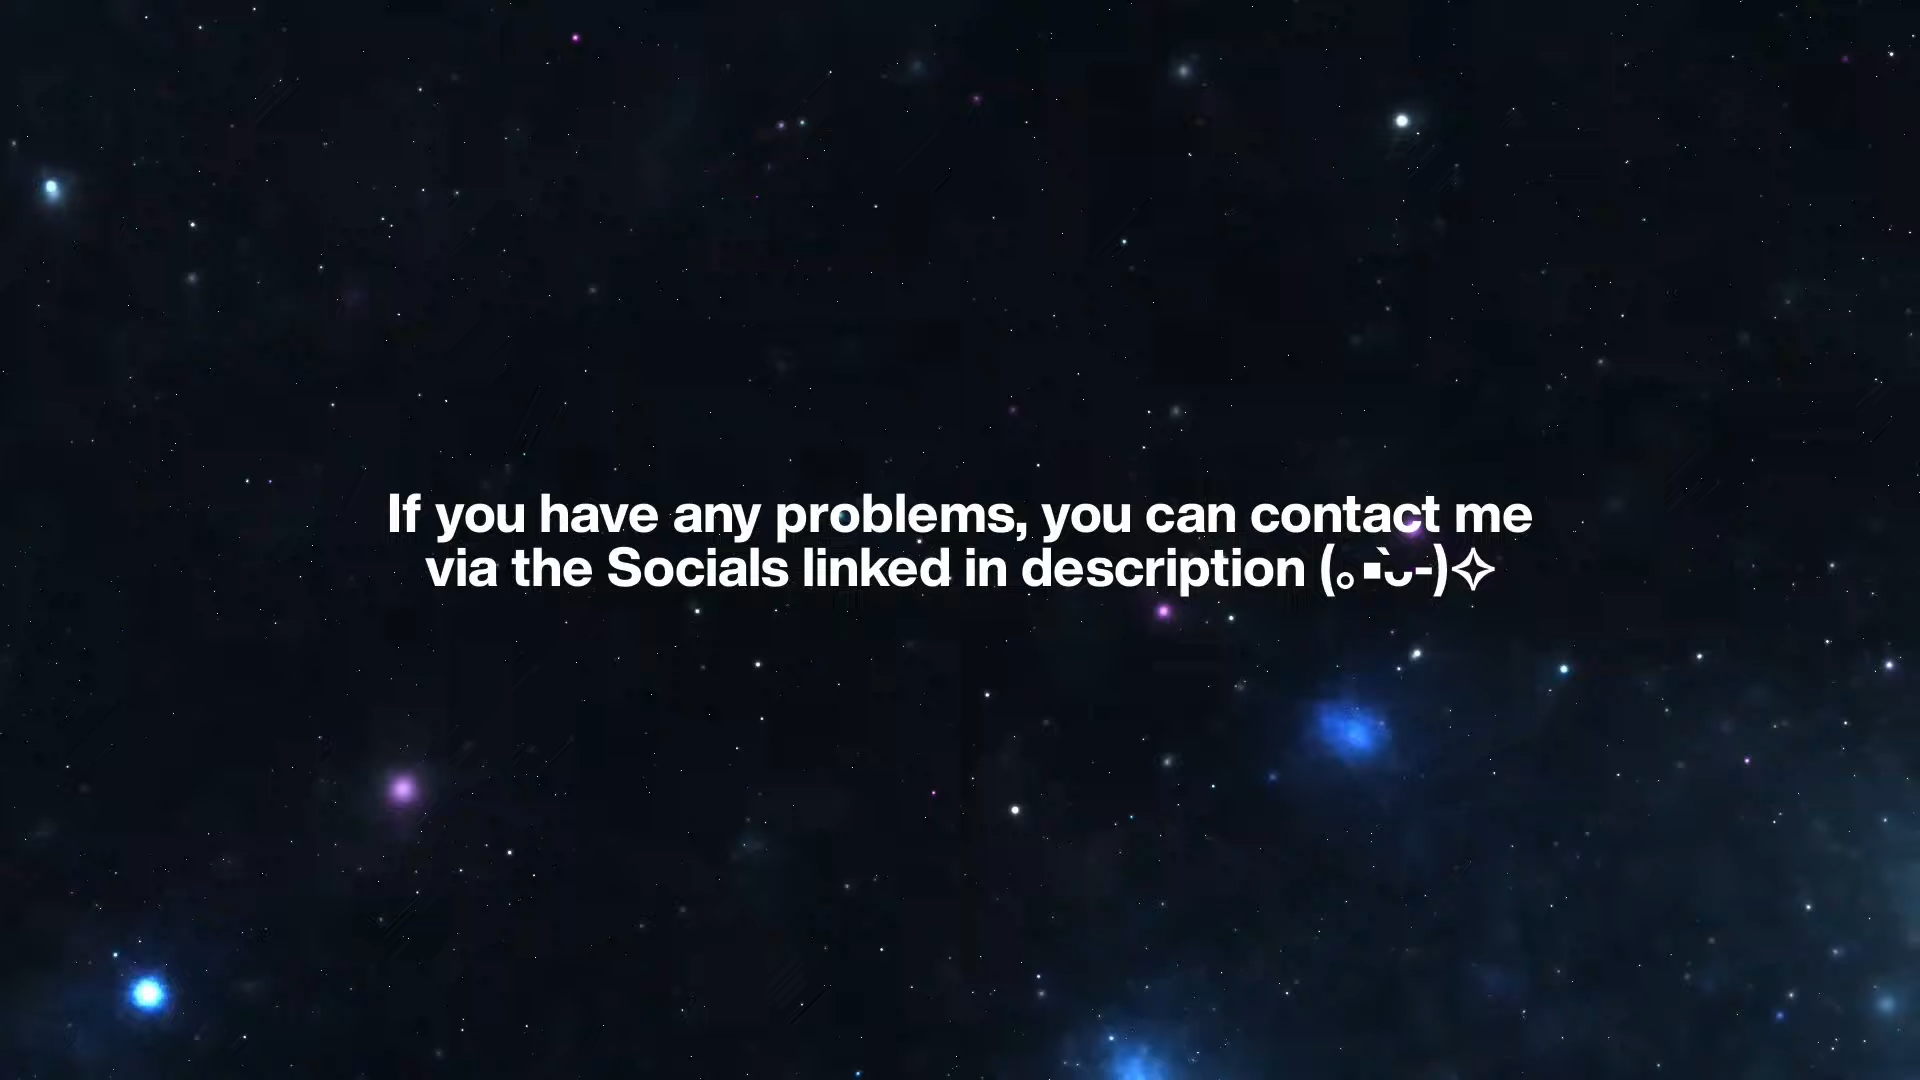 If you have any problems, you can contact me
via the Socials linked in description (｡▪̀ᴗ-)✧